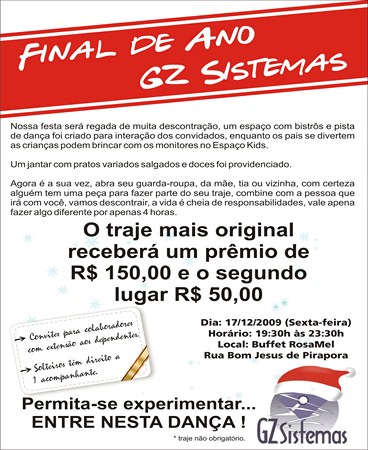 FINAL DE ANO
GZ SISTEMAS
Nossa festa será regada de muita descontração, um espaço com bistrôs e pista
de dança foi criado para interação dos convidados, enquanto os pais se divertem
as crianças podem brincar com os monitores no Espaço Kids.
Um jantar com pratos variados salgados e doces foi providenciado.
Agora é a sua vez, abra seu guarda-roupa, da mãe, tia ou vizinha, com certeza
alguém tem uma peça para fazer parte do seu traje, combine com a pessoa que
irá com você, vamos descontrair, a vida é cheia de responsabilidades, vale apena
fazer algo diferente por apenas 4 horas.
O traje mais original
receberá um prêmio de
R$ 150,00 e o segundo
lugar R$ 50,00
Convites para colaboradores
com extensão aos dependentes.
Solteiros têm direito a
1 acompanhante.
Dia: 17/12/2009 (Sexta-feira)
Horário: 19:30h às 23:30h
Local: Buffet RosaMel
Rua Bom Jesus de Pirapora
Permita-se experimentar...
ENTRE NESTA DANÇA !
* traje não obrigatório.
GZSistemas